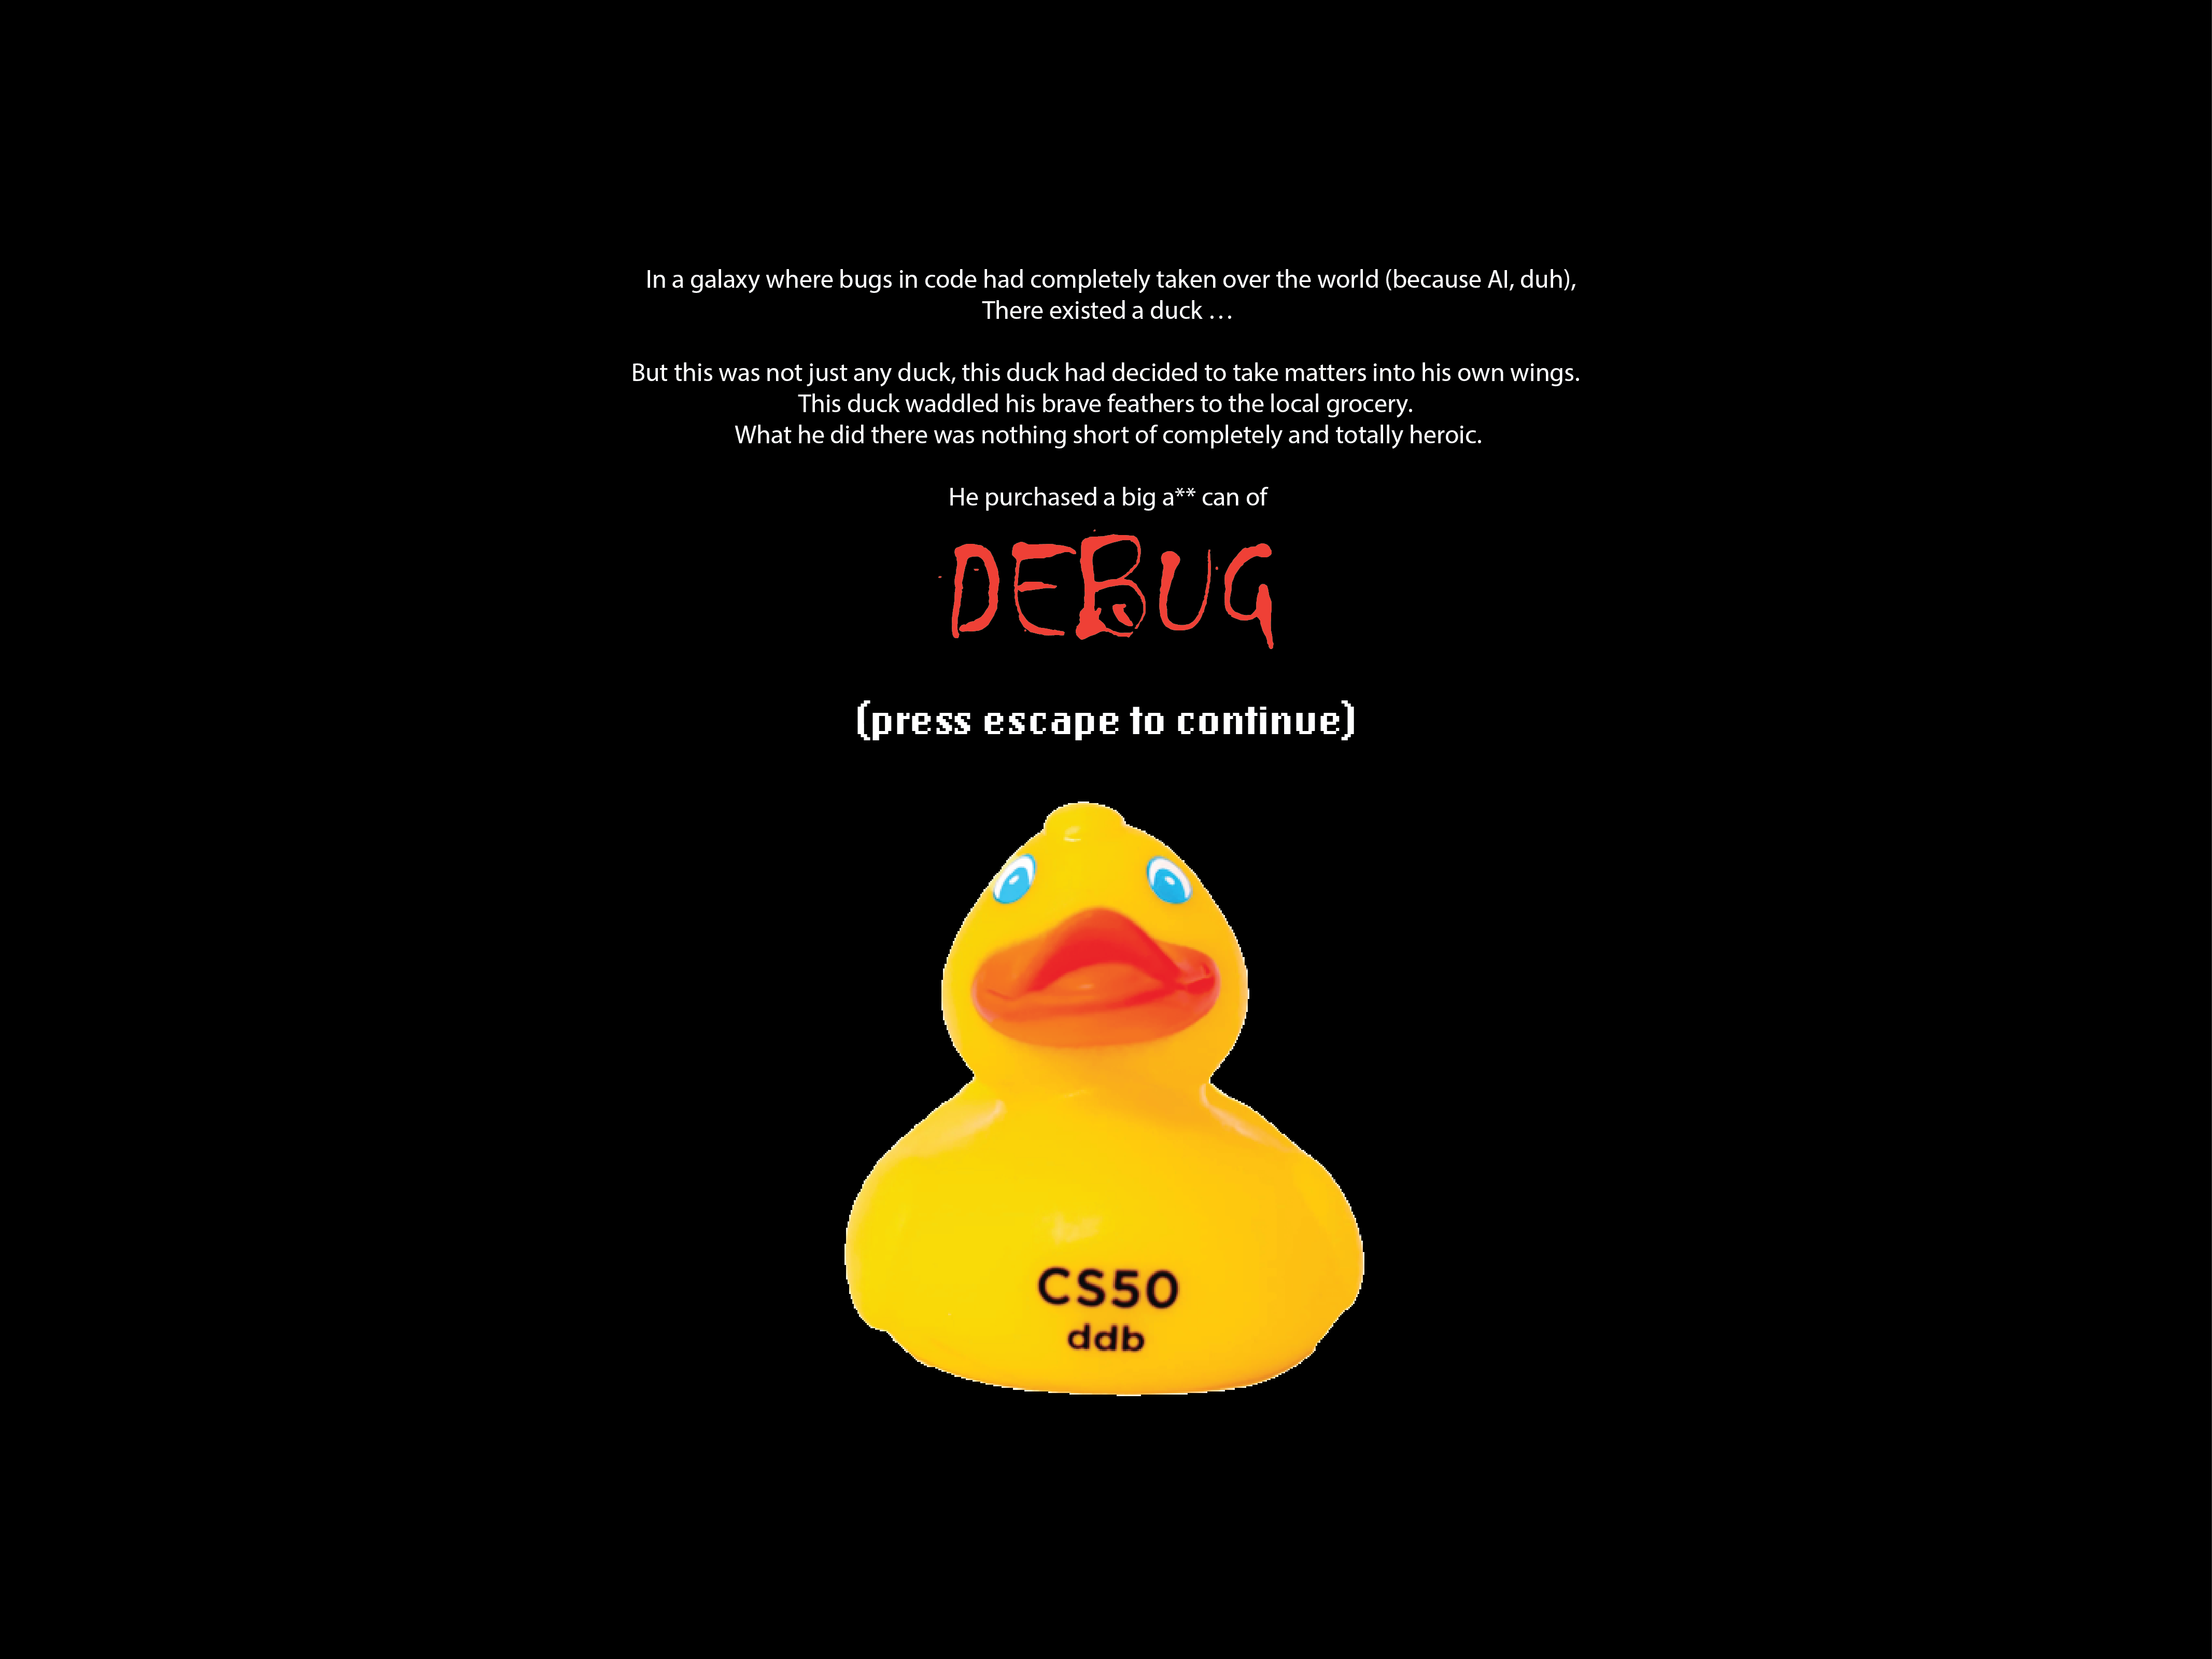 In a galaxy where bugs in code had completely taken over the world (because AI, duh),
There existed a duck …
But this was not just any duck, this duck had decided to take matters into his own wings.
This duck waddled his brave feathers to the local grocery.
What he did there was nothing short of completely and totally heroic.
He purchased a big a** can of
DEBUG
(press escape to continue)
CS50
ddb